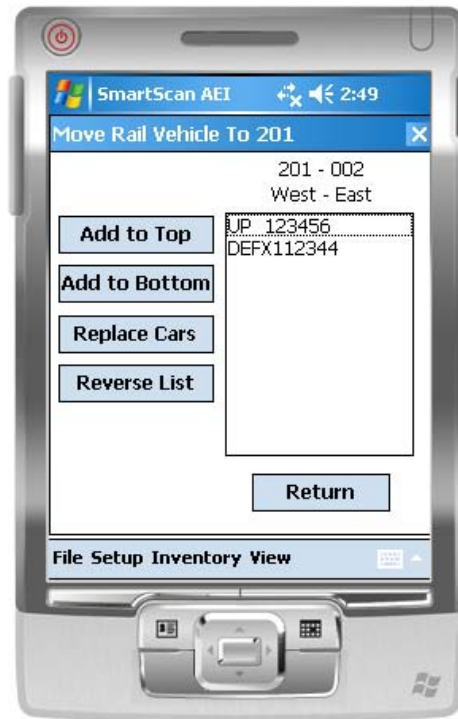 SmartScan AEI 2:49
Move Rail Vehicle To 201
201 - 002
West - East
Add to Top
Add to Bottom
Replace Cars
Reverse List
UP 123456
DEFX112344
Return
File Setup Inventory View